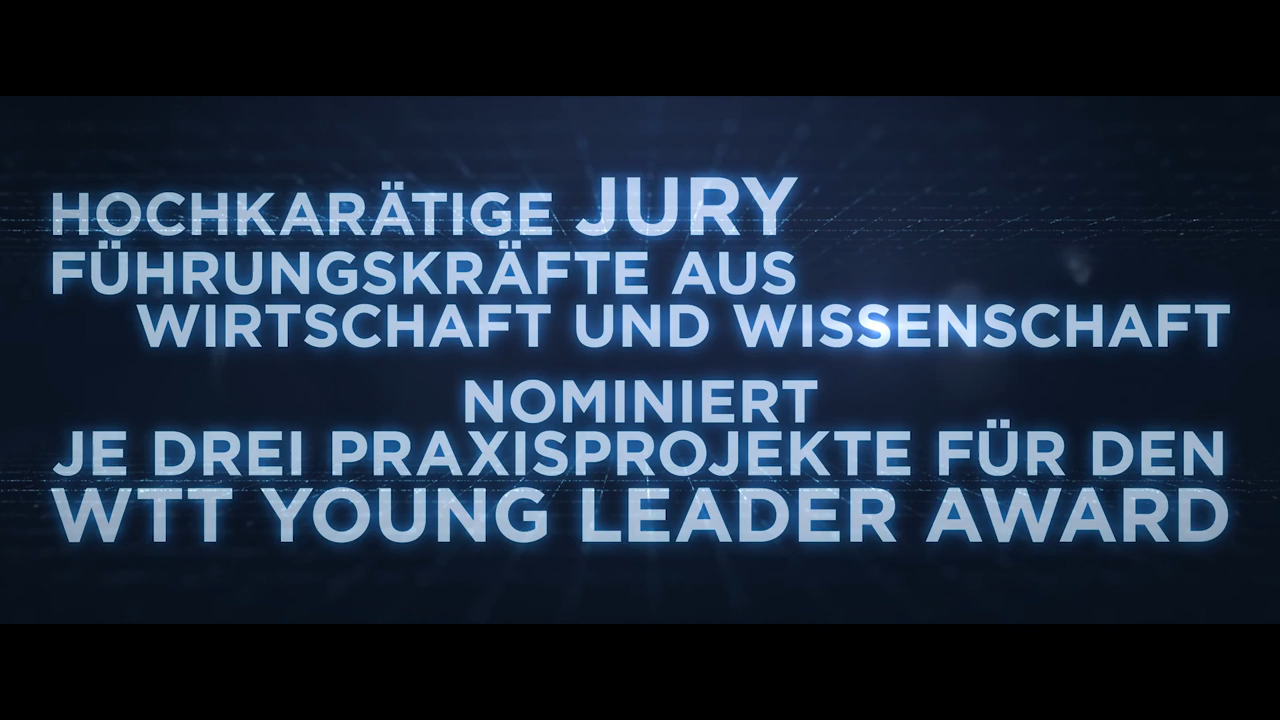 HOCHKARÄTIGE JURY
FÜHRUNGSKRÄFTE AUS
WIRTSCHAFT UND WISSENSCHAFT
NOMINIERT
JE DREI PRAXISPROJEKTE FÜR DEN
WTT YOUNG LEADER AWARD